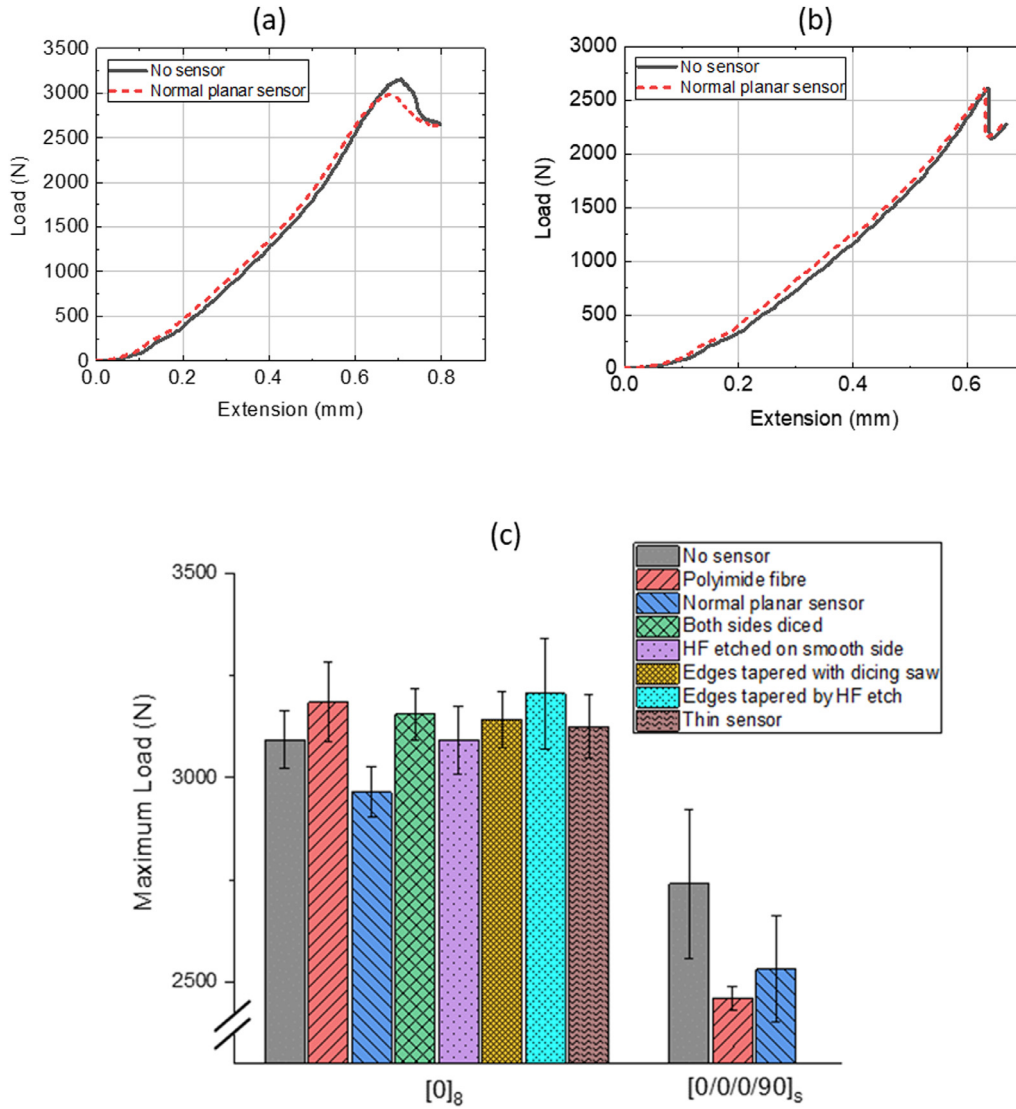 (a)
3500
3000
2500
2000
1500
1000
500
0
Load (N)
No sensor
Normal planar sensor
0.0 0.2 0.4 0.6 0.8
Extension (mm)
(b)
3000
2500
2000
1500
1000
500
0
Load (N)
No sensor
Normal planar sensor
0.0 0.2 0.4 0.6
Extension (mm)
(c)
3500
3000
2500
Maximum Load (N)
No sensor
Polyimide fibre
Normal planar sensor
Both sides diced
HF etched on smooth side
Edges tapered with dicing saw
Edges tapered by HF etch
Thin sensor
[0]₈ [0/0/0/90]ₛ